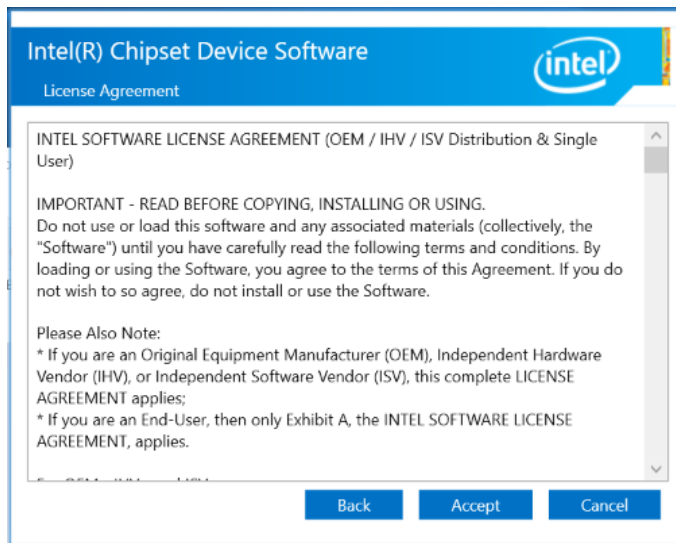 Intel(R) Chipset Device Software
intel
License Agreement
INTEL SOFTWARE LICENSE AGREEMENT (OEM / IHV / ISV Distribution & Single
User)
IMPORTANT - READ BEFORE COPYING, INSTALLING OR USING.
Do not use or load this software and any associated materials (collectively, the
"Software") until you have carefully read the following terms and conditions. By
loading or using the Software, you agree to the terms of this Agreement. If you do
not wish to so agree, do not install or use the Software.
Please Also Note:
* If you are an Original Equipment Manufacturer (OEM), Independent Hardware
Vendor (IHV), or Independent Software Vendor (ISV), this complete LICENSE
AGREEMENT applies;
* If you are an End-User, then only Exhibit A, the INTEL SOFTWARE LICENSE
AGREEMENT, applies.
Back
Accept
Cancel